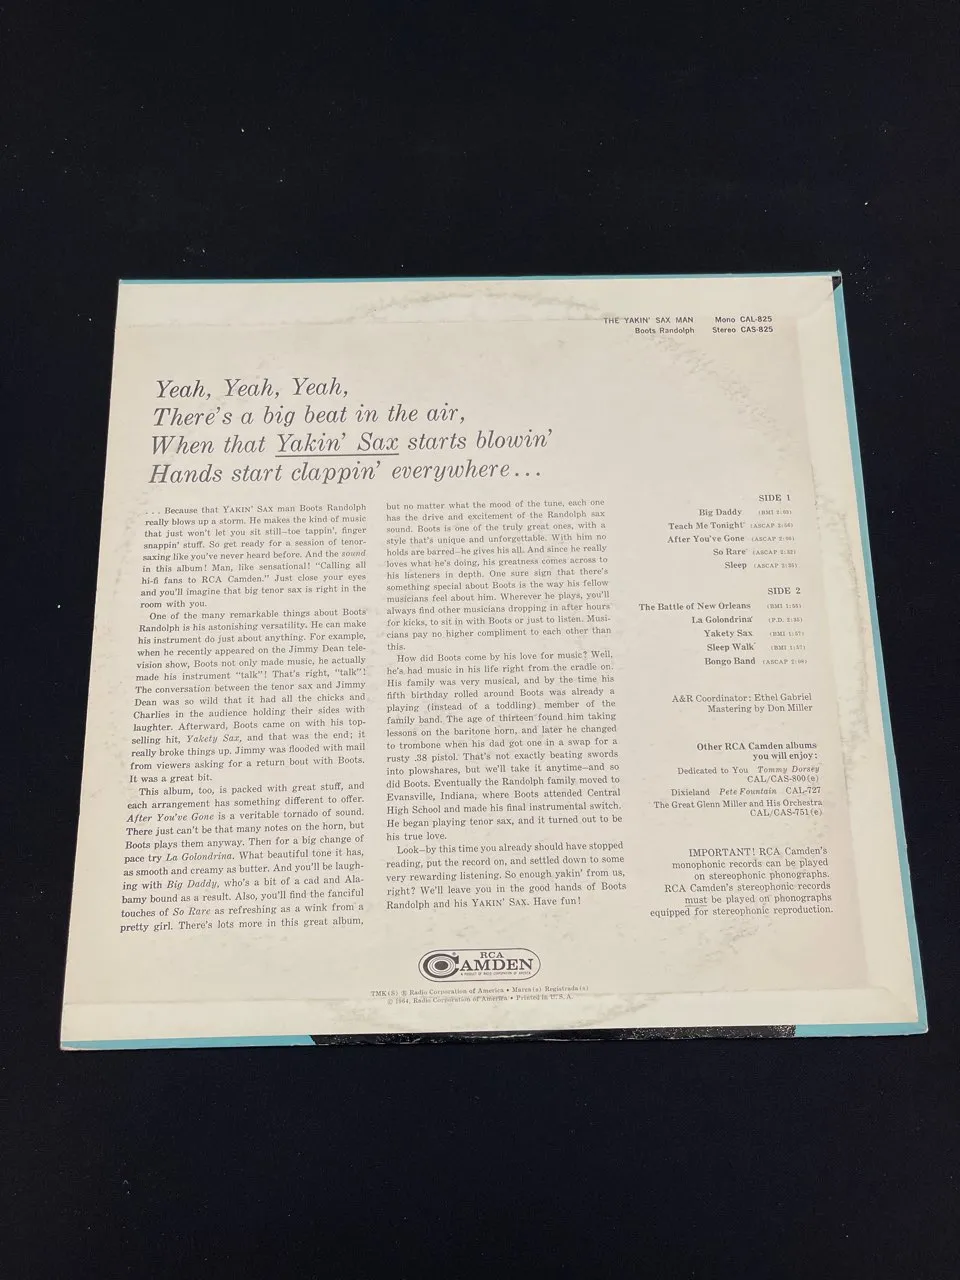 THE YAKIN' SAX MAN Mono CAL-825
Boots Randolph Stereo CAS-825
Yeah, Yeah, Yeah,
There's a big beat in the air,
When that Yakin' Sax starts blowin'
Hands start clappin' everywhere...
. . . Because that YAKIN' SAX man Boots Randolph
really blows up a storm. He makes the kind of music
that just won't let you sit still—toe tappin', finger
snappin' stuff. So get ready for a session of tenor-
saxing like you've never heard before. And the sound
in this album! Man, like sensational! "Calling all
hi-fi fans to RCA Camden." Just close your eyes
and you'll imagine that big tenor sax is right in the
room with you.
One of the many remarkable things about Boots
Randolph is his astonishing versatility. He can make
his instrument do just about anything. For example,
when he recently appeared on the Jimmy Dean tele-
vision show, Boots not only made music, he actually
made his instrument "talk"! That's right, "talk"!
The conversation between the tenor sax and Jimmy
Dean was so wild that it had all the chicks and
Charlies in the audience holding their sides with
laughter. Afterward, Boots came on with his top-
selling hit, Yakety Sax, and that was the end; it
really broke things up. Jimmy was flooded with mail
from viewers asking for a return bout with Boots.
It was a great bit.
This album, too, is packed with great stuff, and
each arrangement has something different to offer.
After You've Gone is a veritable tornado of sound.
There just can't be that many notes on the horn, but
Boots plays them anyway. Then for a big change of
pace try La Golondrina. What beautiful tone it has,
as smooth and creamy as butter. And you'll be laugh-
ing with Big Daddy, who's a bit of a cad and Ala-
bamy bound as a result. Also, you'll find the fanciful
touches of So Rare as refreshing as a wink from a
pretty girl. There's lots more in this great album,
but no matter what the mood of the tune, each one
has the drive and excitement of the Randolph sax
sound. Boots is one of the truly great ones, with a
style that's unique and unforgettable. With him no
holds are barred—he gives his all. And since he really
loves what he's doing, his greatness comes across to
his listeners in depth. One sure sign that there's
something special about Boots is the way his fellow
musicians feel about him. Wherever he plays, you'll
always find other musicians dropping in after hours
for kicks, to sit in with Boots or just to listen. Musi-
cians pay no higher compliment to each other than
this.
How did Boots come by his love for music? Well,
he's had music in his life right from the cradle on.
His family was very musical, and by the time his
fifth birthday rolled around Boots was already a
playing (instead of a toddling) member of the
family band. The age of thirteen found him taking
lessons on the baritone horn, and later he changed
to trombone when his dad got one in a swap for a
rusty .38 pistol. That's not exactly beating swords
into plowshares, but we'll take it anytime—and so
did Boots. Eventually the Randolph family moved to
Evansville, Indiana, where Boots attended Central
High School and made his final instrumental switch.
He began playing tenor sax, and it turned out to be
his true love.
Look—by this time you already should have stopped
reading, put the record on, and settled down to some
very rewarding listening. So enough yakin' from us,
right? We'll leave you in the good hands of Boots
Randolph and his YAKIN' SAX. Have fun!
SIDE 1
Big Daddy (BMI 2:03)
Teach Me Tonight (ASCAP
After You've Gone (ASCAP
So Rare (ASCAP
Sleep (ASCAP
SIDE 2
The Battle of New Orleans (BMI
La Golondrina (P.D.
Yakety Sax (BMI
Sleep Walk (BMI
Bongo Band (ASCAP
A&R Coordinator: Ethel Gabriel
Mastering by Don Miller
Other RCA Camden albums
you will enjoy:
Dedicated to You Tommy Dorsey
CAL/CAS-800(e)
Dixieland Pete Fountain CAL-727
The Great Glenn Miller and His Orchestra
CAL/CAS-751(e)
IMPORTANT! RCA Camden's
monophonic records can be played
on stereophonic phonographs.
RCA Camden's stereophonic records
must be played on phonographs
equipped for stereophonic reproduction.
RCA
CAMDEN
TMK(S) ® Radio Corporation of America • Marca(s) Registrada(s)
© 1964, Radio Corporation of America • Printed in U.S.A.